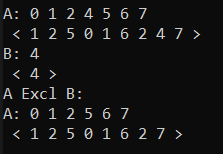 A: 0 1 2 4 5 6 7
< 1 2 5 0 1 6 2 4 7 >
B: 4
< 4 >
A Excl B:
A: 0 1 2 5 6 7
< 1 2 5 0 1 6 2 7 >